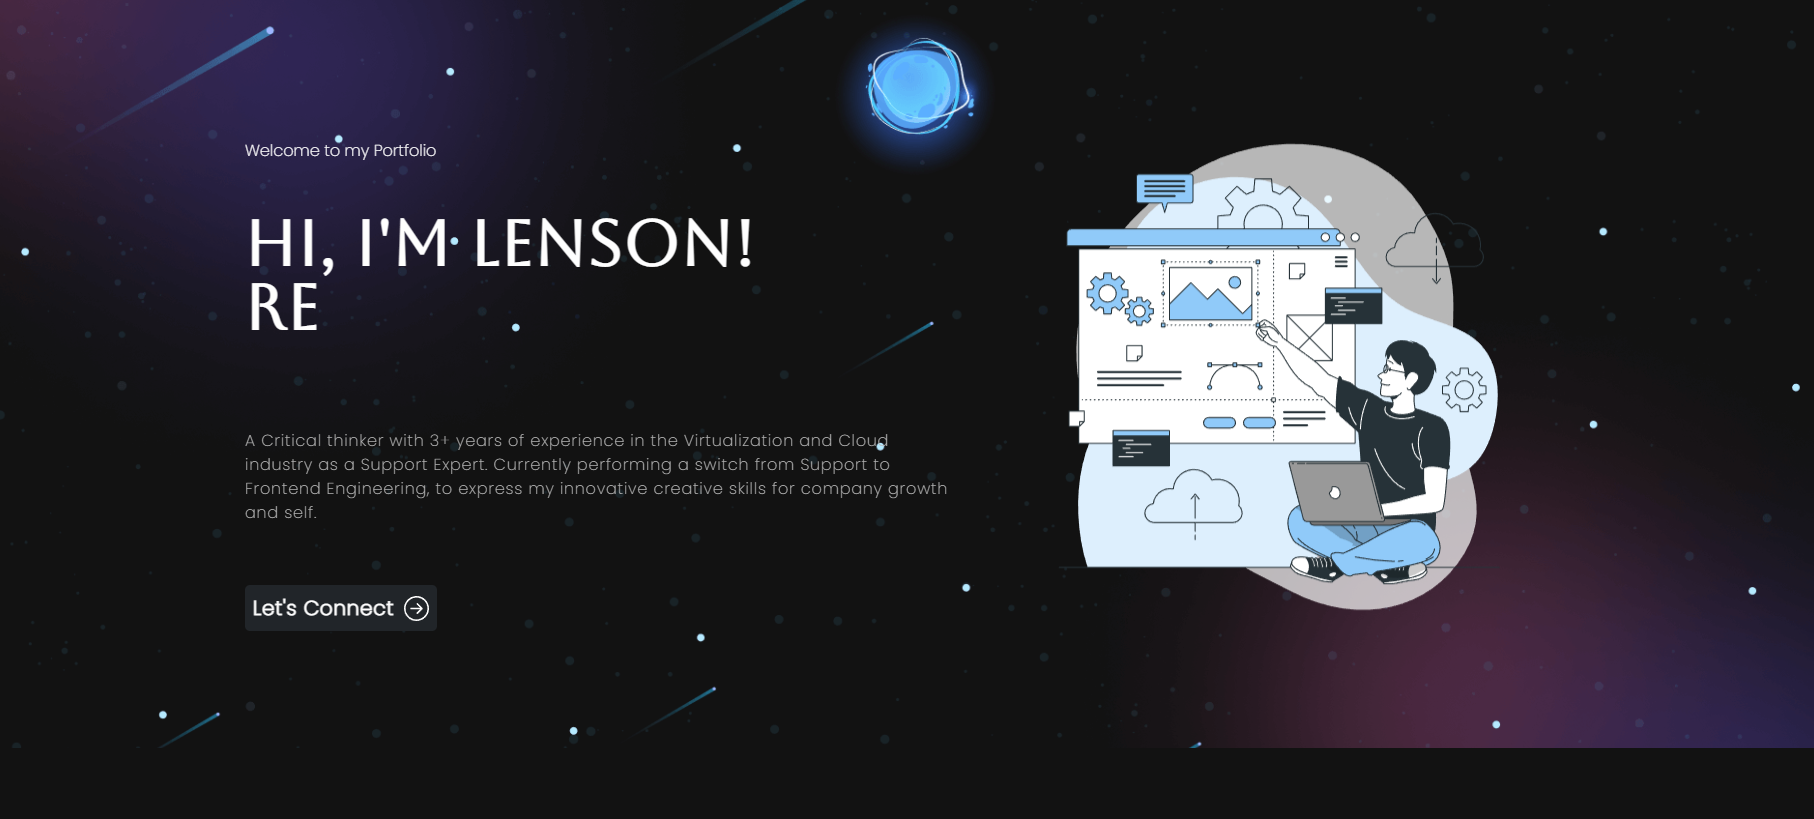 Welcome to my Portfolio
HI, I'M LENSON!
RE
A Critical thinker with 3+ years of experience in the Virtualization and Cloud
industry as a Support Expert. Currently performing a switch from Support to
Frontend Engineering, to express my innovative creative skills for company growth
and self.
Let's Connect